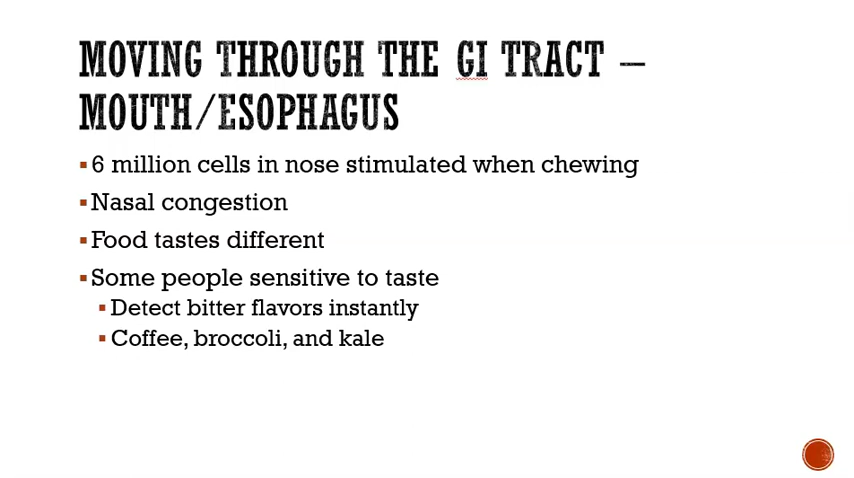 MOVING THROUGH THE GI TRACT –
MOUTH/ESOPHAGUS
▪6 million cells in nose stimulated when chewing
▪Nasal congestion
▪Food tastes different
▪Some people sensitive to taste
▪Detect bitter flavors instantly
▪Coffee, broccoli, and kale